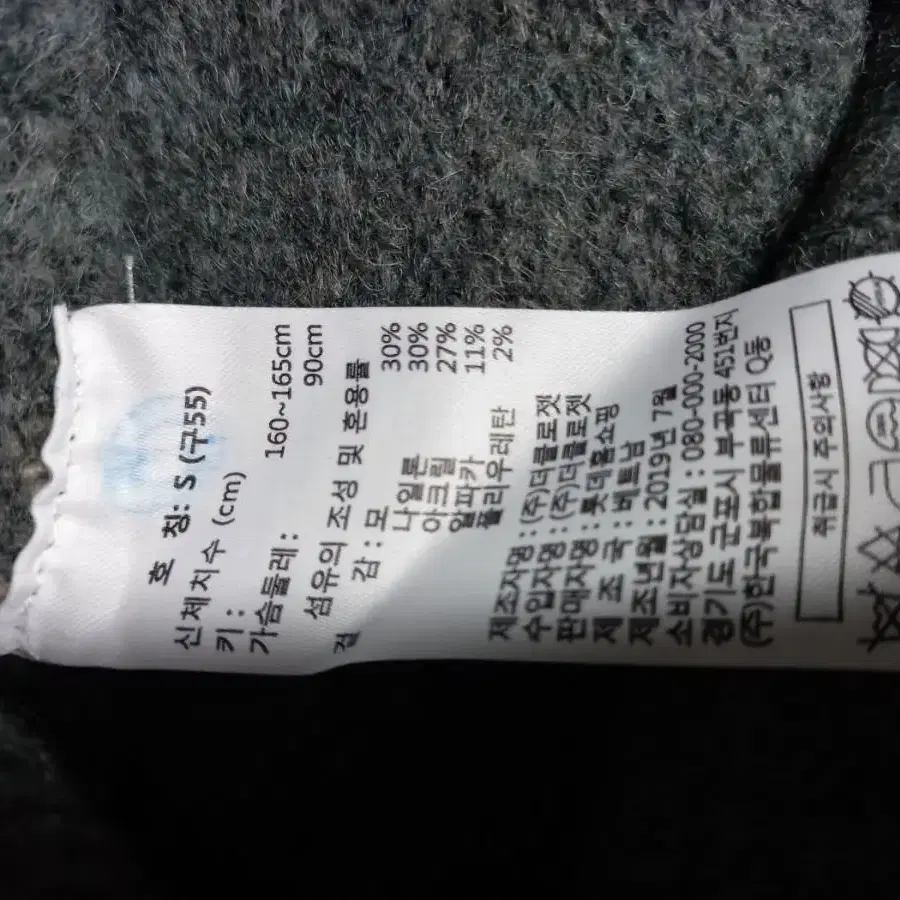 호 칭: S (구55)
신체치수 (cm)
키 : 160~165cm
가슴둘레 : 90cm
섬유의 조성 및 혼용률
겉 감 : 모 30%
나일론 30%
아크릴 27%
알파카 11%
폴리우레탄 2%
제조자명 : (주)더클로젯
수입자명 : (주)더클로젯
판매자명 : 롯데홈쇼핑
제 조 국 : 베트남
제조년월 : 2019년 7월
소비자상담실 : 080-000-2000
경기도 군포시 부곡동 451번지
(주)한국복합물류센터 Q동
취급시 주의사항